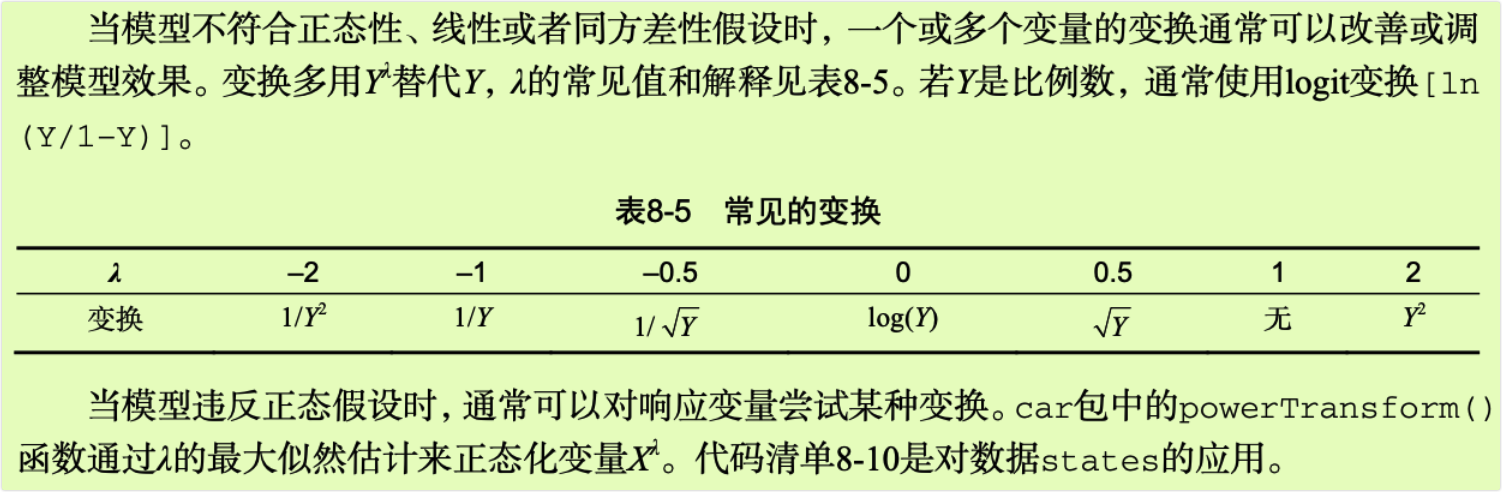 当模型不符合正态性、线性或者同方差性假设时，一个或多个变量的变换通常可以改善或调
整模型效果。变换多用Y^λ替代Y，λ的常见值和解释见表8-5。若Y是比例数，通常使用logit变换[ln
(Y/1–Y)]。
表8-5 常见的变换
λ –2 –1 –0.5 0 0.5 1 2
变换 1/Y² 1/Y 1/√Y log(Y) √Y 无 Y²
当模型违反正态假设时，通常可以对响应变量尝试某种变换。car包中的powerTransform()
函数通过λ的最大似然估计来正态化变量X^λ。代码清单8-10是对数据states的应用。